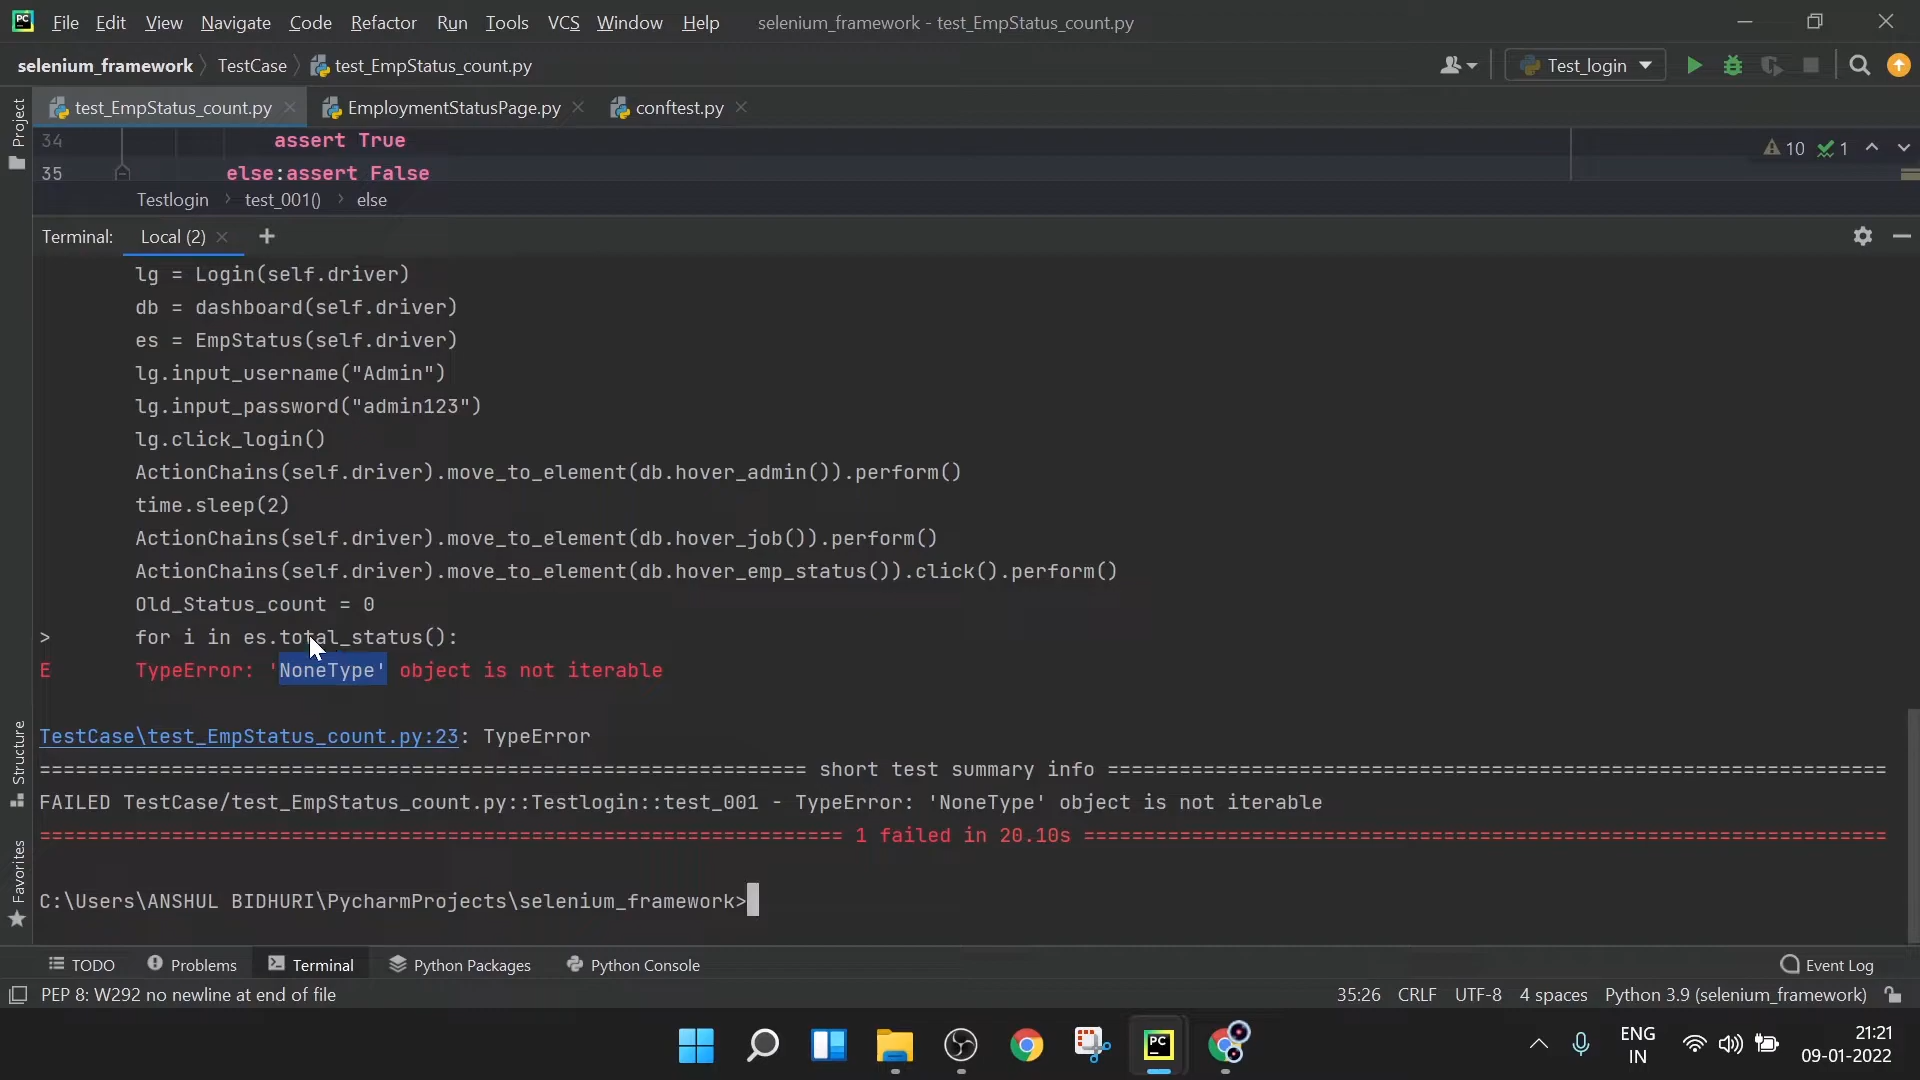 PC File Edit View Navigate Code Refactor Run Tools VCS Window Help selenium_framework - test_EmpStatus_count.py
selenium_framework TestCase test_EmpStatus_count.py Test_login
test_EmpStatus_count.py EmploymentStatusPage.py conftest.py
Project
34 assert True
10 1
35 else:assert False
Testlogin test_001() else
Terminal: Local (2) +
lg = Login(self.driver)
db = dashboard(self.driver)
es = EmpStatus(self.driver)
lg.input_username("Admin")
lg.input_password("admin123")
lg.click_login()
ActionChains(self.driver).move_to_element(db.hover_admin()).perform()
time.sleep(2)
ActionChains(self.driver).move_to_element(db.hover_job()).perform()
ActionChains(self.driver).move_to_element(db.hover_emp_status()).click().perform()
Old_Status_count = 0
> for i in es.total_status():
E TypeError: 'NoneType' object is not iterable
TestCase\test_EmpStatus_count.py:23: TypeError
================ short test summary info ================
FAILED TestCase/test_EmpStatus_count.py::Testlogin::test_001 - TypeError: 'NoneType' object is not iterable
================ 1 failed in 20.10s ================
C:\Users\ANSHUL BIDHURI\PycharmProjects\selenium_framework>
Structure
Favorites
TODO Problems Terminal Python Packages Python Console Event Log
PEP 8: W292 no newline at end of file 35:26 CRLF UTF-8 4 spaces Python 3.9 (selenium_framework)
PC
ENG
IN
21:21
09-01-2022